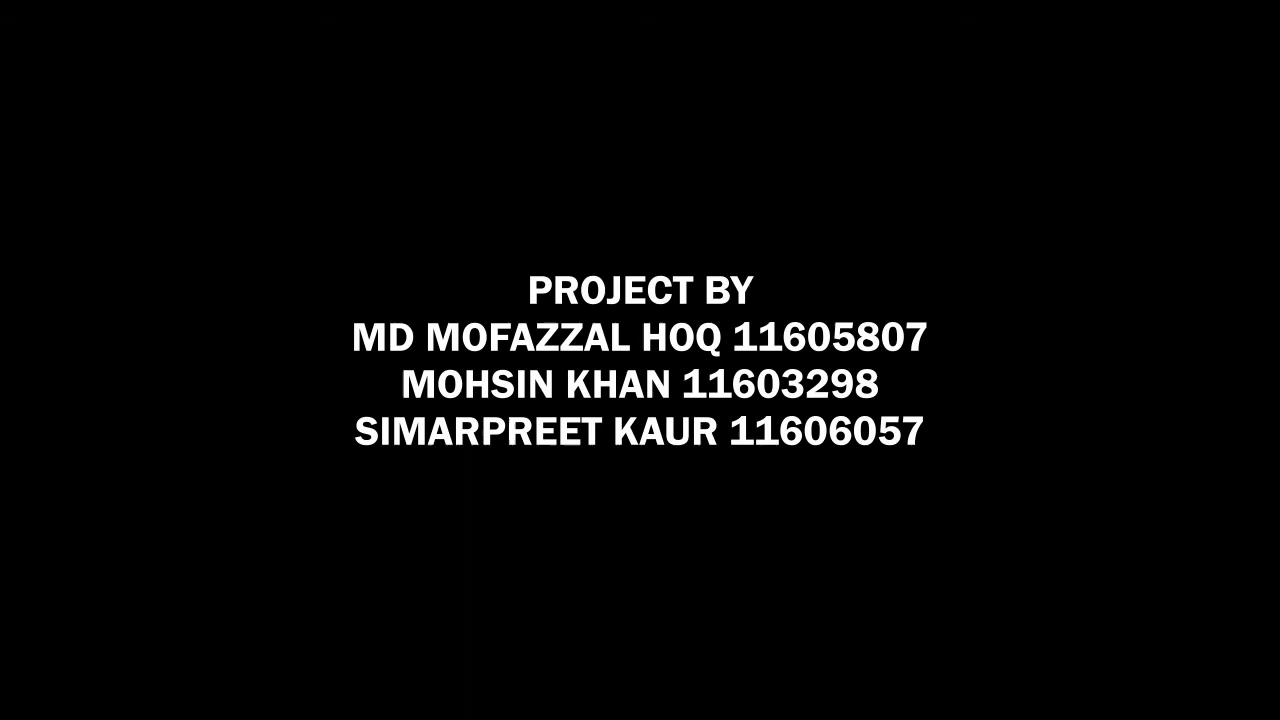 PROJECT BY
MD MOFAZZAL HOQ 11605807
MOHSIN KHAN 11603298
SIMARPREET KAUR 11606057